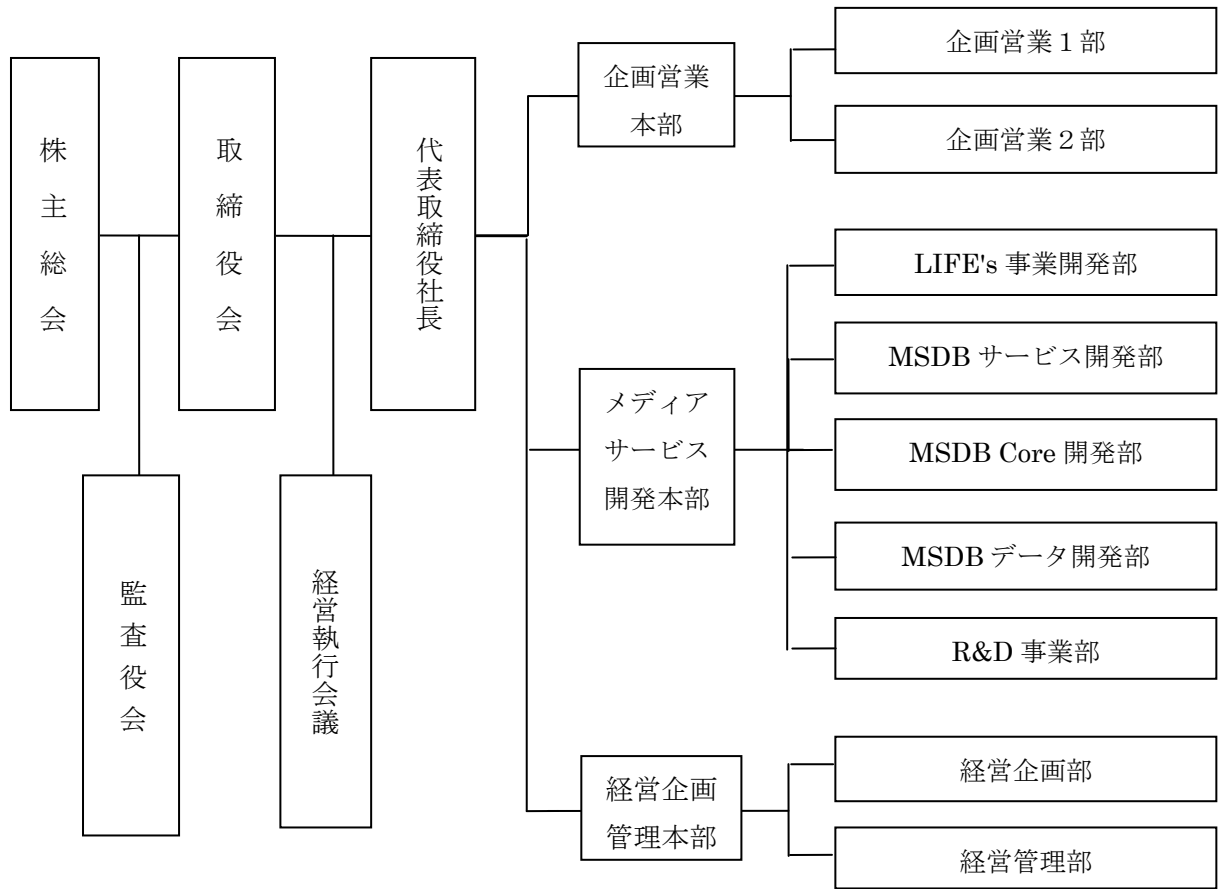 株主総会
取締役会
代表取締役社長
監査役会
経営執行会議
企画営業
本部
企画営業１部
企画営業２部
メディア
サービス
開発本部
LIFE's 事業開発部
MSDB サービス開発部
MSDB Core 開発部
MSDB データ開発部
R&D 事業部
経営企画
管理本部
経営企画部
経営管理部